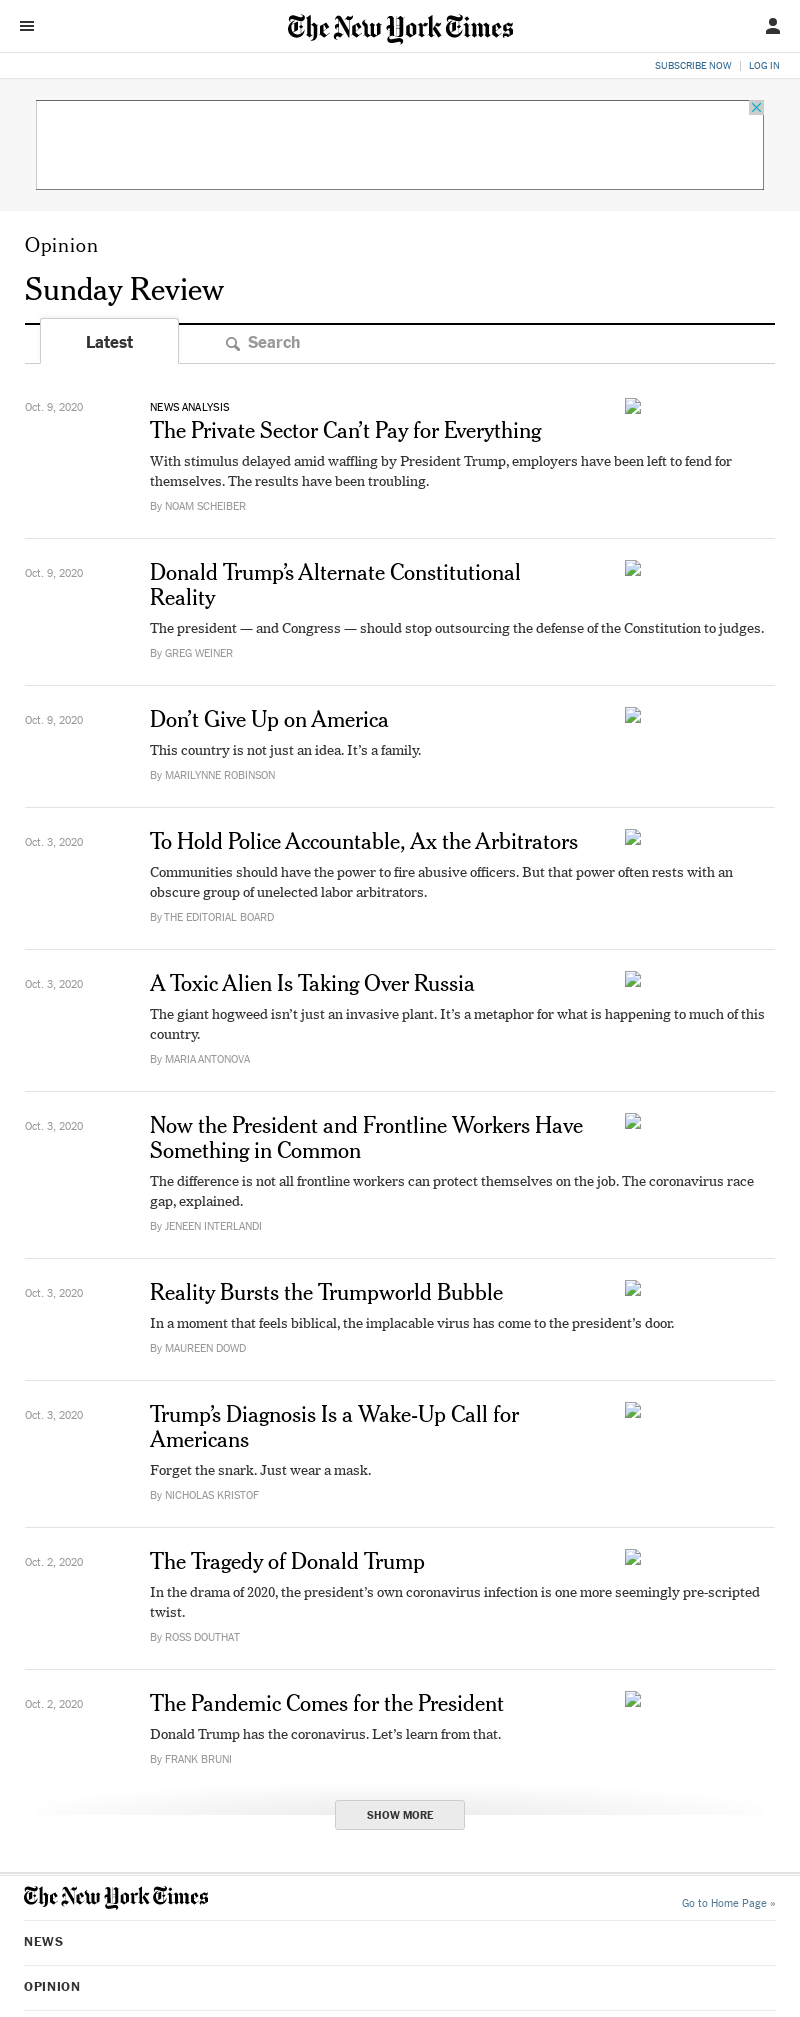 The New York Times
SUBSCRIBE NOW | LOG IN
Opinion
Sunday Review
Latest
Search
Oct. 9, 2020
NEWS ANALYSIS
The Private Sector Can’t Pay for Everything
With stimulus delayed amid waffling by President Trump, employers have been left to fend for
themselves. The results have been troubling.
By NOAM SCHEIBER
Oct. 9, 2020
Donald Trump’s Alternate Constitutional
Reality
The president — and Congress — should stop outsourcing the defense of the Constitution to judges.
By GREG WEINER
Oct. 9, 2020
Don’t Give Up on America
This country is not just an idea. It’s a family.
By MARILYNNE ROBINSON
Oct. 3, 2020
To Hold Police Accountable, Ax the Arbitrators
Communities should have the power to fire abusive officers. But that power often rests with an
obscure group of unelected labor arbitrators.
By THE EDITORIAL BOARD
Oct. 3, 2020
A Toxic Alien Is Taking Over Russia
The giant hogweed isn’t just an invasive plant. It’s a metaphor for what is happening to much of this
country.
By MARIA ANTONOVA
Oct. 3, 2020
Now the President and Frontline Workers Have
Something in Common
The difference is not all frontline workers can protect themselves on the job. The coronavirus race
gap, explained.
By JENEEN INTERLANDI
Oct. 3, 2020
Reality Bursts the Trumpworld Bubble
In a moment that feels biblical, the implacable virus has come to the president’s door.
By MAUREEN DOWD
Oct. 3, 2020
Trump’s Diagnosis Is a Wake-Up Call for
Americans
Forget the snark. Just wear a mask.
By NICHOLAS KRISTOF
Oct. 2, 2020
The Tragedy of Donald Trump
In the drama of 2020, the president’s own coronavirus infection is one more seemingly pre-scripted
twist.
By ROSS DOUTHAT
Oct. 2, 2020
The Pandemic Comes for the President
Donald Trump has the coronavirus. Let’s learn from that.
By FRANK BRUNI
SHOW MORE
The New York Times
Go to Home Page »
NEWS
OPINION